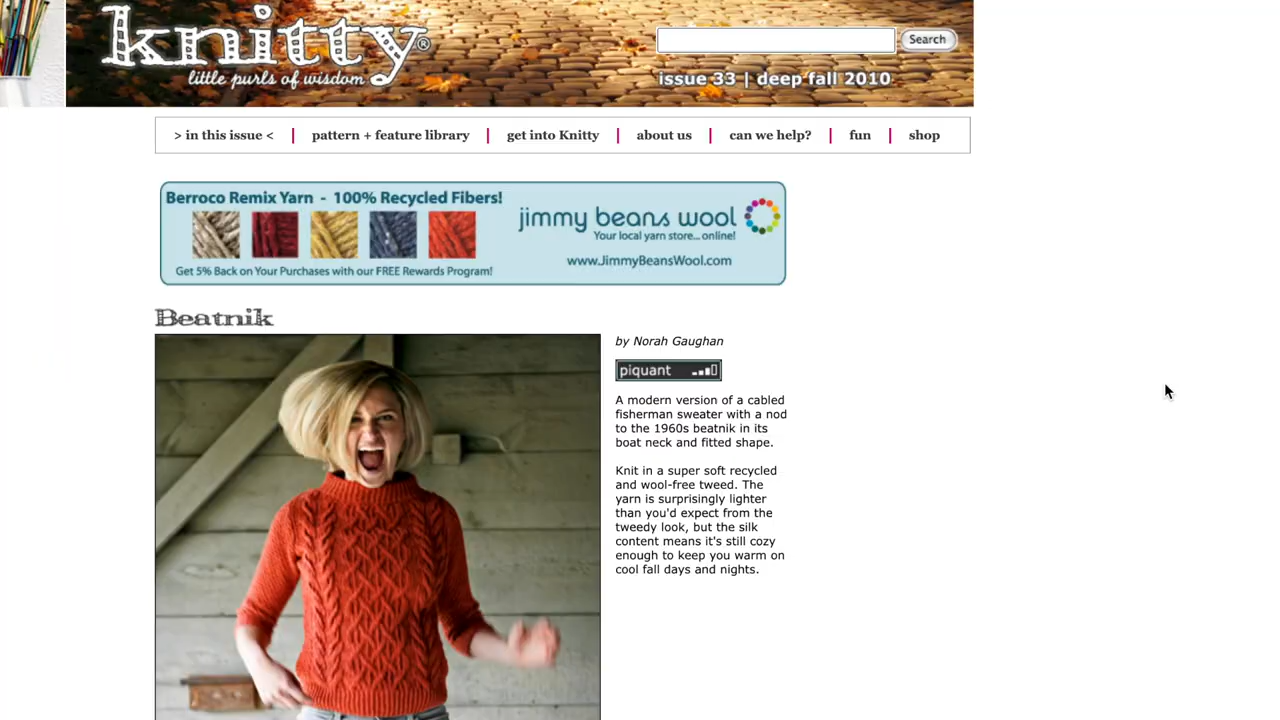 knitty®
little purls of wisdom
Search
issue 33 | deep fall 2010
> in this issue < | pattern + feature library | get into Knitty | about us | can we help? | fun | shop
Berroco Remix Yarn - 100% Recycled Fibers!
Get 5% Back on Your Purchases with our FREE Rewards Program!
jimmy beans wool
Your local yarn store... online!
www.JimmyBeansWool.com
Beatnik
by Norah Gaughan
piquant
A modern version of a cabled
fisherman sweater with a nod
to the 1960s beatnik in its
boat neck and fitted shape.
Knit in a super soft recycled
and wool-free tweed. The
yarn is surprisingly lighter
than you'd expect from the
tweedy look, but the silk
content means it's still cozy
enough to keep you warm on
cool fall days and nights.